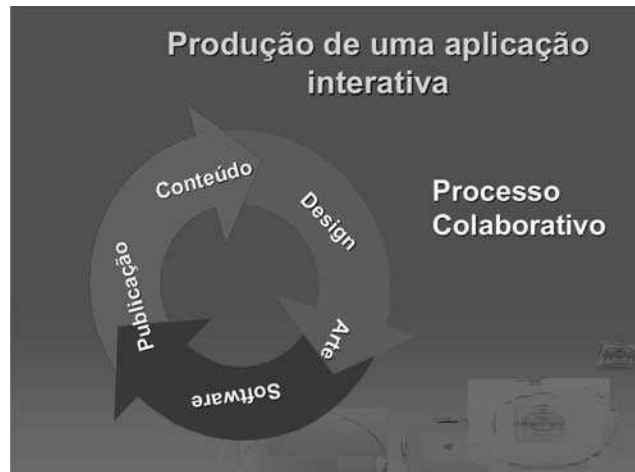 Produção de uma aplicação
interativa
Conteúdo
Design
Arte
Software
Publicação
Processo
Colaborativo